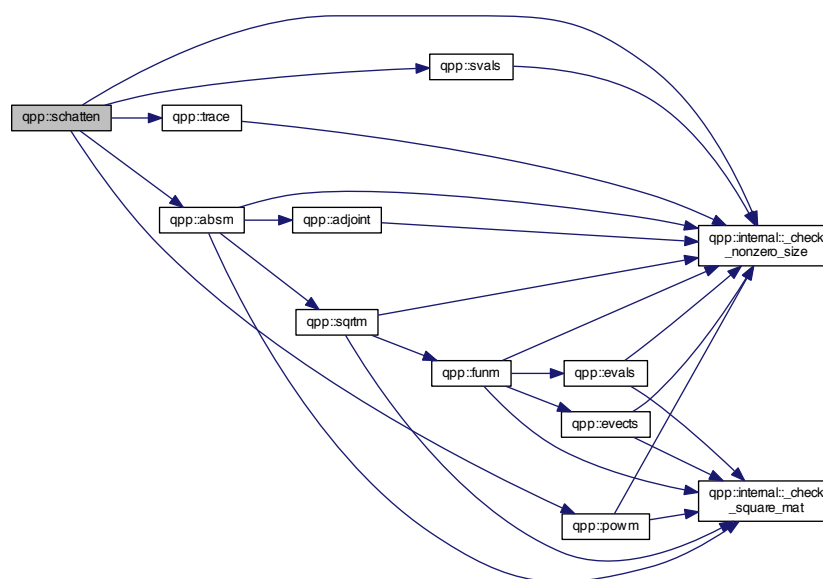 qpp::svals
qpp::schatten
qpp::trace
qpp::absm
qpp::adjoint
qpp::internal::_check
_nonzero_size
qpp::sqrtm
qpp::funm
qpp::evals
qpp::evects
qpp::internal::_check
_square_mat
qpp::powm